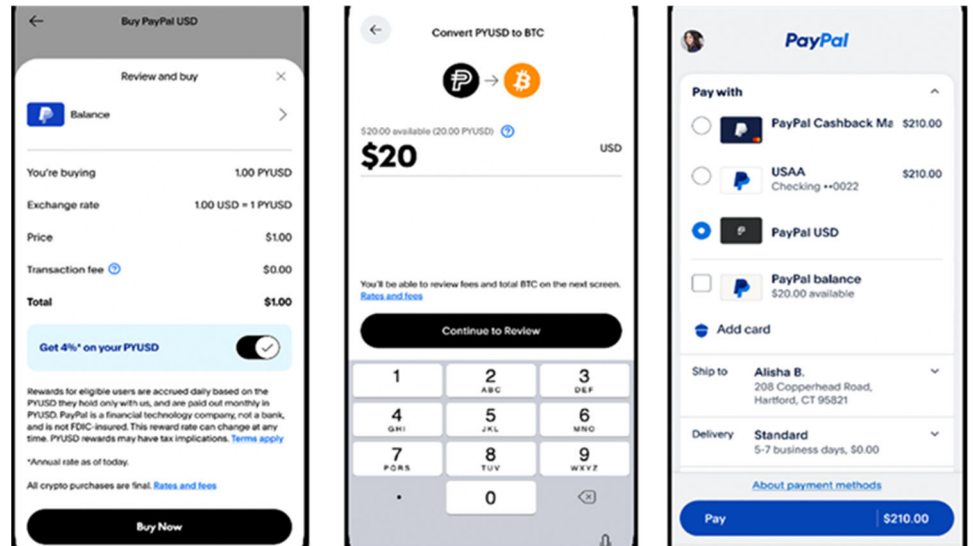 Buy PayPal USD
Review and buy
Balance
You're buying 1.00 PYUSD
Exchange rate 1.00 USD = 1 PYUSD
Price $1.00
Transaction fee $0.00
Total $1.00
Get 4%* on your PYUSD
Rewards for eligible users are accrued daily based on the
PYUSD they hold only with us, and are paid out monthly in
PYUSD. PayPal is a financial technology company, not a bank,
and is not FDIC-insured. This reward rate can change at any
time. PYUSD rewards may have tax implications. Terms apply
*Annual rate as of today.
All crypto purchases are final. Rates and fees
Buy Now
Convert PYUSD to BTC
$20.00 available (20.00 PYUSD)
$20 USD
You'll be able to review fees and total BTC on the next screen.
Rates and fees
Continue to Review
1 2 3
ABC DEF
4 5 6
GHI JKL MNO
7 8 9
PQRS TUV WXYZ
. 0
PayPal
Pay with
PayPal Cashback Ma $210.00
USAA $210.00
Checking ••0022
PayPal USD
PayPal balance
$20.00 available
Add card
Ship to Alisha B.
208 Copperhead Road,
Hartford, CT 95821
Delivery Standard
5-7 business days, $0.00
About payment methods
Pay $210.00